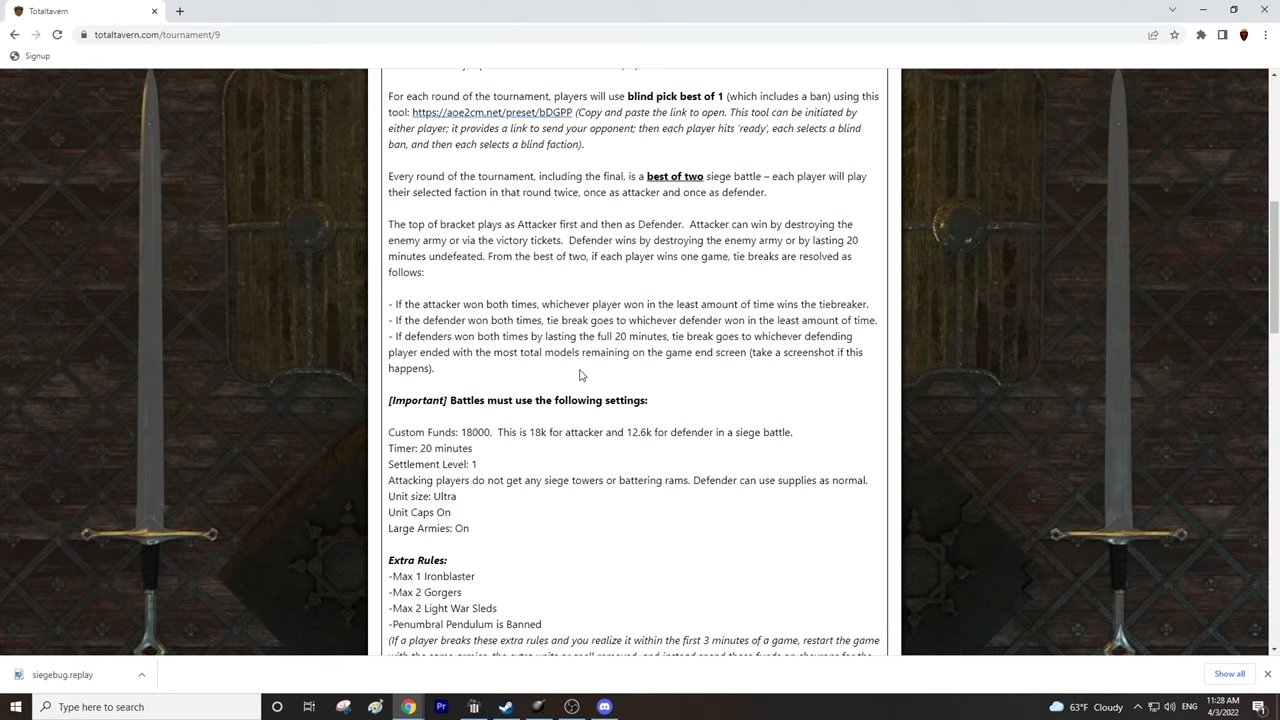 Totaltavern
totaltavern.com/tournament/9
Signup
For each round of the tournament, players will use blind pick best of 1 (which includes a ban) using this
tool: https://aoe2cm.net/preset/bDGPP (Copy and paste the link to open. This tool can be initiated by
either player; it provides a link to send your opponent; then each player hits 'ready', each selects a blind
ban, and then each selects a blind faction).
Every round of the tournament, including the final, is a best of two siege battle – each player will play
their selected faction in that round twice, once as attacker and once as defender.
The top of bracket plays as Attacker first and then as Defender. Attacker can win by destroying the
enemy army or via the victory tickets. Defender wins by destroying the enemy army or by lasting 20
minutes undefeated. From the best of two, if each player wins one game, tie breaks are resolved as
follows:
- If the attacker won both times, whichever player won in the least amount of time wins the tiebreaker.
- If the defender won both times, tie break goes to whichever defender won in the least amount of time.
- If defenders won both times by lasting the full 20 minutes, tie break goes to whichever defending
player ended with the most total models remaining on the game end screen (take a screenshot if this
happens).
[Important] Battles must use the following settings:
Custom Funds: 18000. This is 18k for attacker and 12.6k for defender in a siege battle.
Timer: 20 minutes
Settlement Level: 1
Attacking players do not get any siege towers or battering rams. Defender can use supplies as normal.
Unit size: Ultra
Unit Caps On
Large Armies: On
Extra Rules:
-Max 1 Ironblaster
-Max 2 Gorgers
-Max 2 Light War Sleds
-Penumbral Pendulum is Banned
(If a player breaks these extra rules and you realize it within the first 3 minutes of a game, restart the game
siegebug.replay
Show all
Type here to search
Pr
63°F Cloudy
ENG
11:28 AM
4/3/2022